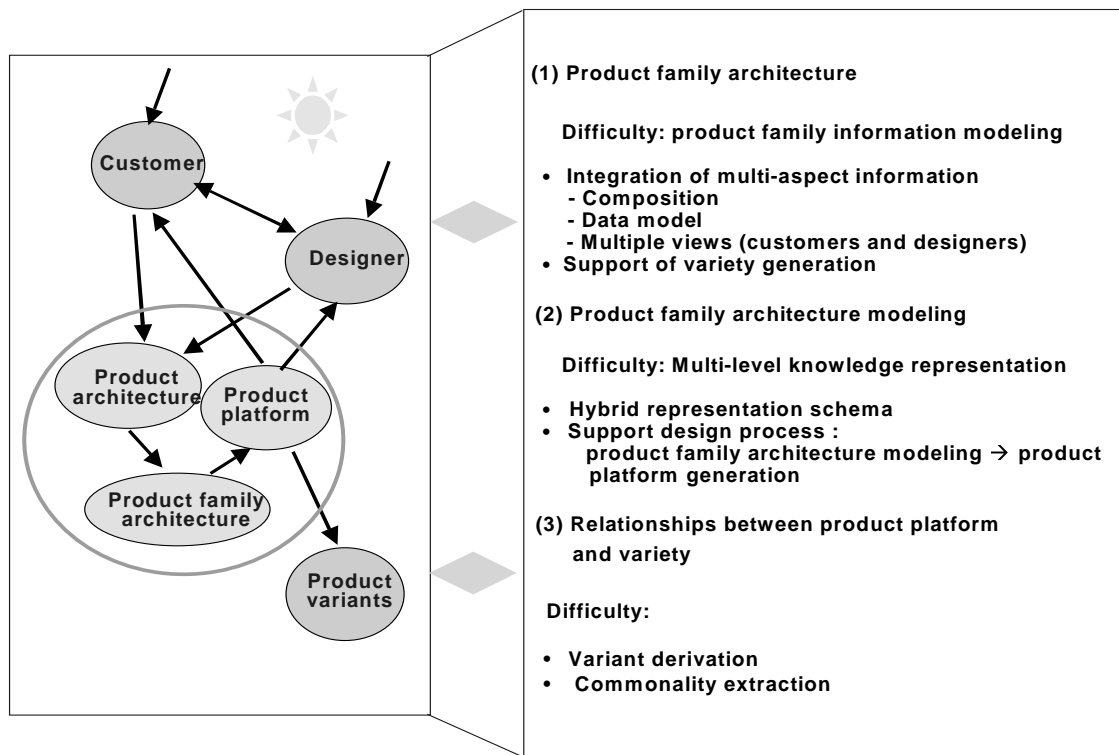 Customer
Designer
Product
architecture
Product
platform
Product family
architecture
Product
variants
(1) Product family architecture
Difficulty: product family information modeling
• Integration of multi-aspect information
- Composition
- Data model
- Multiple views (customers and designers)
• Support of variety generation
(2) Product family architecture modeling
Difficulty: Multi-level knowledge representation
• Hybrid representation schema
• Support design process :
product family architecture modeling → product
platform generation
(3) Relationships between product platform
and variety
Difficulty:
• Variant derivation
• Commonality extraction